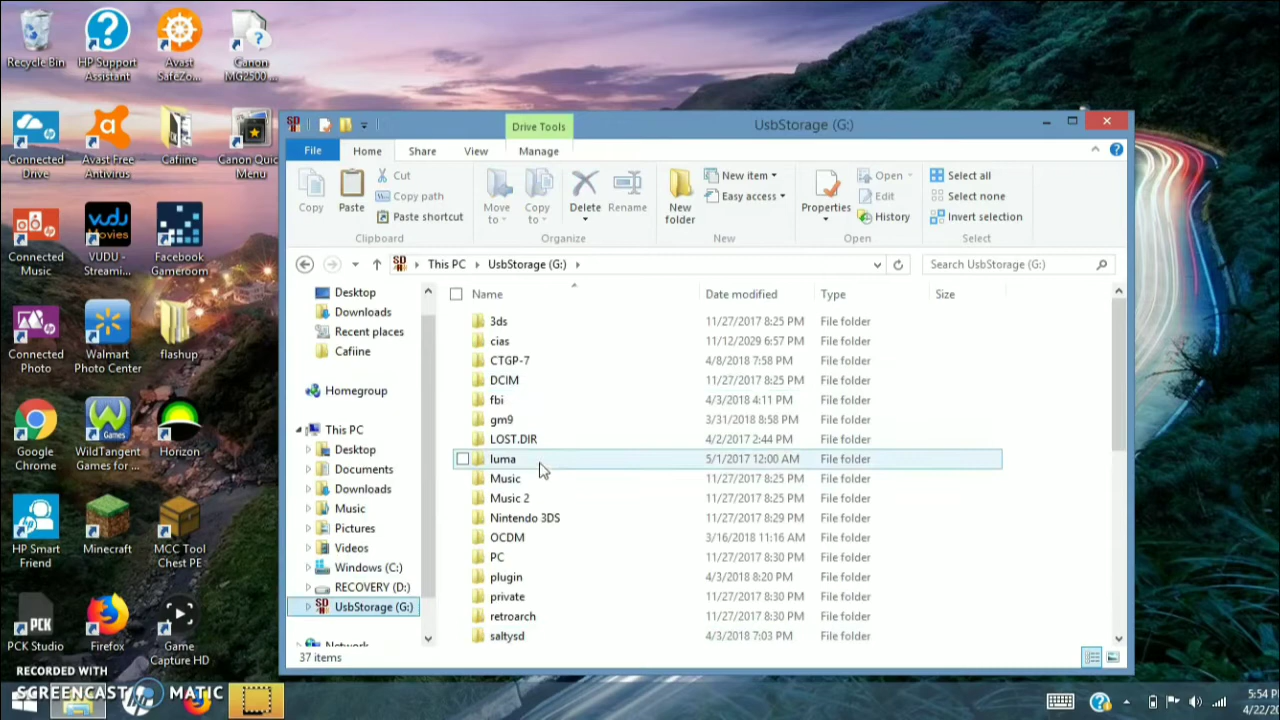 Recycle Bin
HP Support Assistant
Avast SafeZo...
Canon MG2500 ...
Connected Drive
Avast Free Antivirus
Cafiine
Canon Quic Menu
Connected Music
VUDU - Streami...
Facebook Gameroom
Connected Photo
Walmart Photo Center
flashup
Google Chrome
WildTangent Games for ...
Horizon
HP Smart Friend
Minecraft
MCC Tool Chest PE
PCK Studio
Firefox
Game Capture HD
Drive Tools
UsbStorage (G:)
File Home Share View Manage
Copy
Paste
Cut
Copy path
Paste shortcut
Clipboard
Move to
Copy to
Delete
Rename
Organize
New folder
New item
Easy access
New
Properties
Open
Edit
History
Open
Select all
Select none
Invert selection
Select
This PC UsbStorage (G:)
Search UsbStorage (G:)
Desktop
Downloads
Recent places
Cafiine
Homegroup
This PC
Desktop
Documents
Downloads
Music
Pictures
Videos
Windows (C:)
RECOVERY (D:)
UsbStorage (G:)
Network
Name Date modified Type Size
3ds 11/27/2017 8:25 PM File folder
cias 11/12/2029 6:57 PM File folder
CTGP-7 4/8/2018 7:58 PM File folder
DCIM 11/27/2017 8:25 PM File folder
fbi 4/3/2018 4:11 PM File folder
gm9 3/31/2018 8:58 PM File folder
LOST.DIR 4/2/2017 2:44 PM File folder
luma 5/1/2017 12:00 AM File folder
Music 11/27/2017 8:25 PM File folder
Music 2 11/27/2017 8:25 PM File folder
Nintendo 3DS 11/27/2017 8:29 PM File folder
OCDM 3/16/2018 11:16 AM File folder
PC 11/27/2017 8:30 PM File folder
plugin 4/3/2018 8:20 PM File folder
private 11/27/2017 8:30 PM File folder
retroarch 11/27/2017 8:30 PM File folder
saltysd 4/3/2018 7:03 PM File folder
37 items
RECORDED WITH
SCREENCAST MATIC
5:54 P
4/22/20